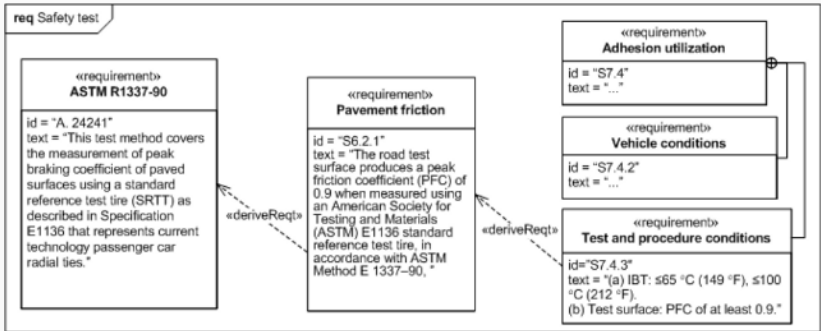 req Safety test
«requirement»
ASTM R1337-90
id = “A. 24241”
text = “This test method covers
the measurement of peak
braking coefficient of paved
surfaces using a standard
reference test tire (SRTT) as
described in Specification
E1136 that represents current
technology passenger car
radial ties.”
«deriveReqt»
«requirement»
Pavement friction
id = “S6.2.1”
text = “The road test
surface produces a peak
friction coefficient (PFC) of
0.9 when measured using
an American Society for
Testing and Materials
(ASTM) E1136 standard
reference test tire, in
accordance with ASTM
Method E 1337–90, ”
«deriveReqt»
«requirement»
Adhesion utilization
id = “S7.4”
text = “...”
«requirement»
Vehicle conditions
id = “S7.4.2”
text = “...”
«requirement»
Test and procedure conditions
id=”S7.4.3”
text = “(a) IBT: ≤65 °C (149 °F), ≤100
°C (212 °F).
(b) Test surface: PFC of at least 0.9.”